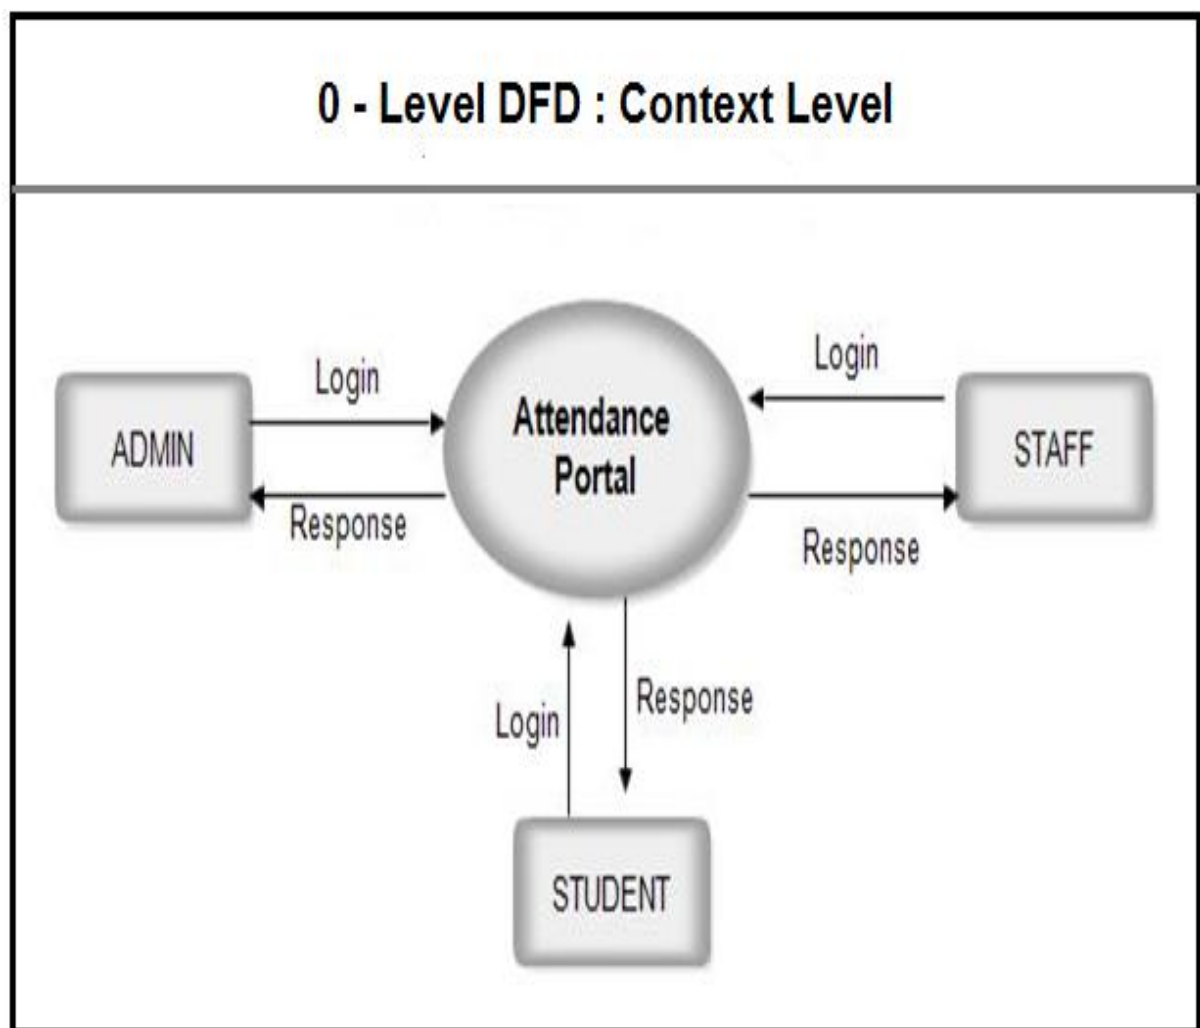 0 - Level DFD : Context Level
Login
Login
ADMIN
Attendance
Portal
STAFF
Response
Response
Login
Response
STUDENT